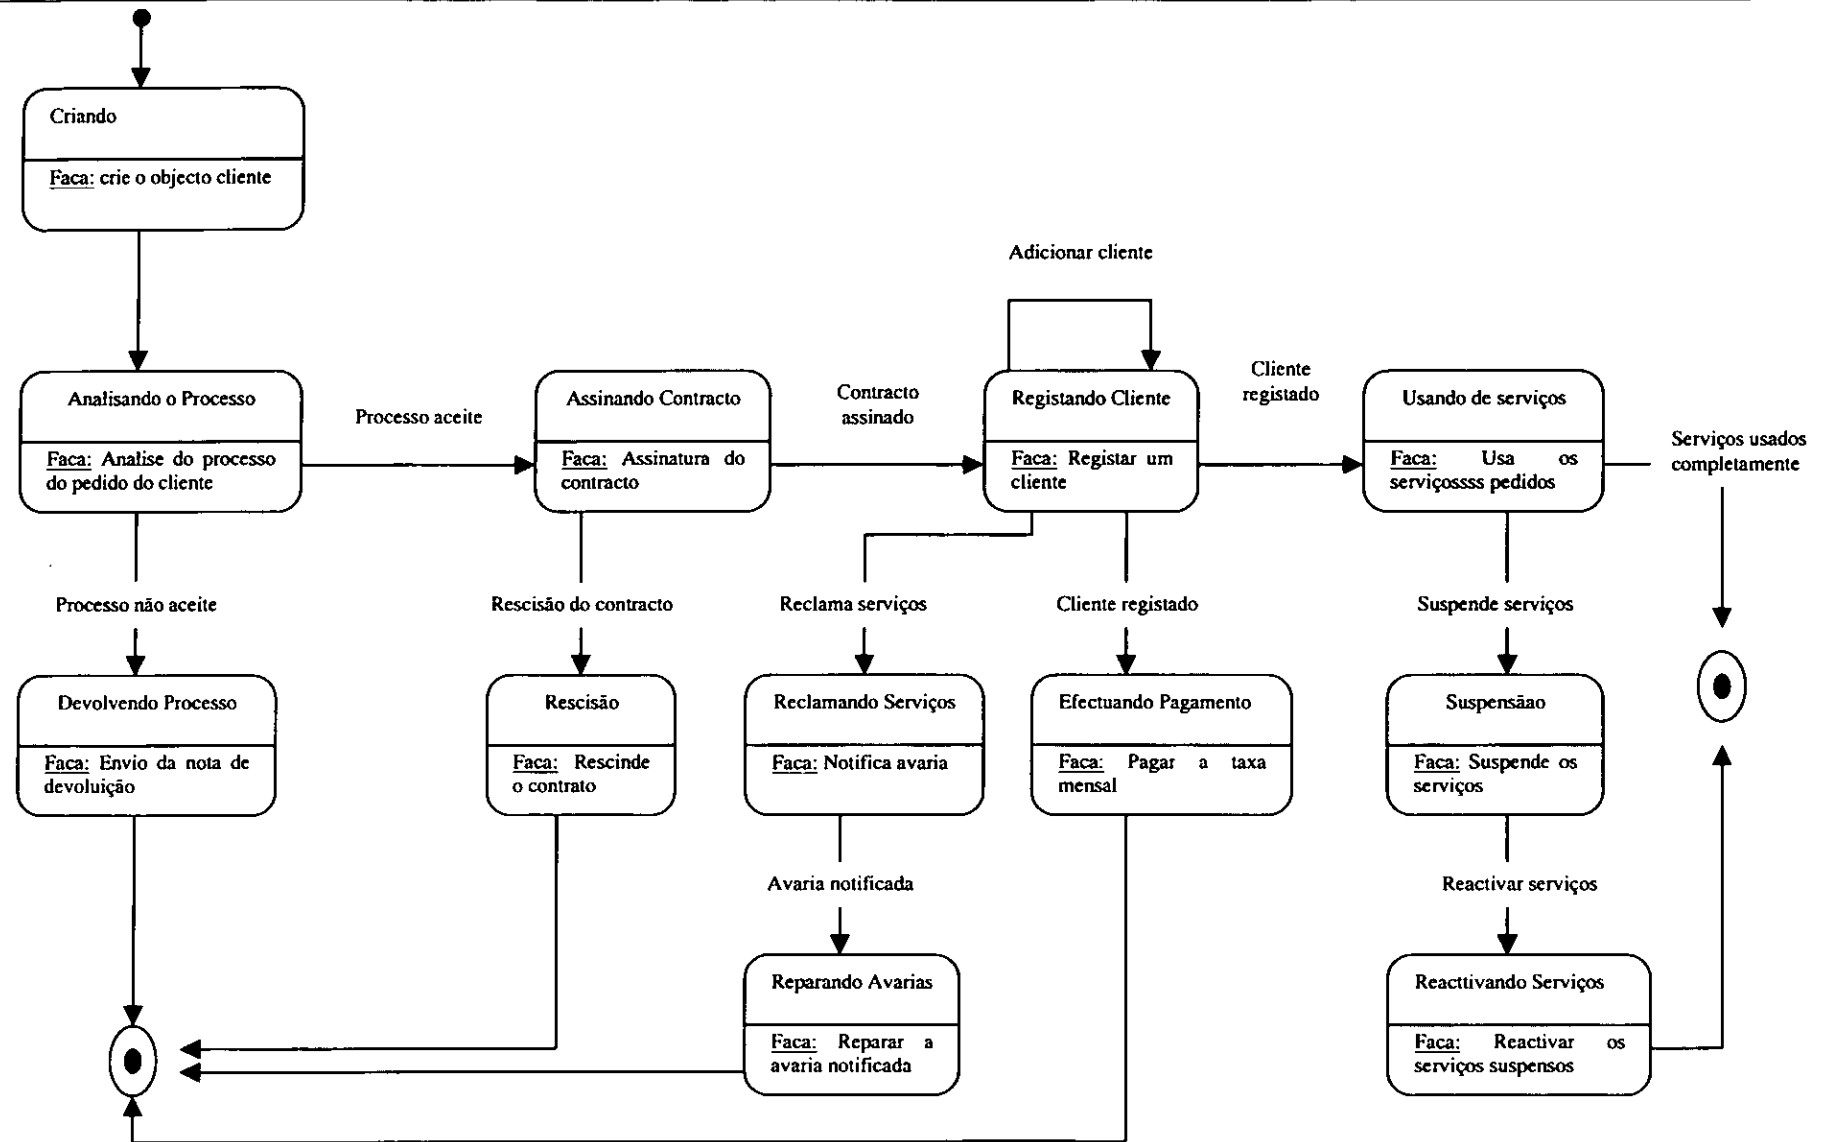 Criando
Faca: crie o objecto cliente
Adicionar cliente
Analisando o Processo
Faca: Analise do processo
do pedido do cliente
Processo aceite
Assinando Contracto
Faca: Assinatura do
contracto
Contracto
assinado
Registando Cliente
Faca: Registar um
cliente
Cliente
registado
Usando de serviços
Faca: Usa os
serviçossss pedidos
Serviços usados
completamente
Processo não aceite
Rescisão do contracto
Reclama serviços
Cliente registado
Suspende serviços
Devolvendo Processo
Faca: Envio da nota de
devoluição
Rescisão
Faca: Rescinde
o contrato
Reclamando Serviços
Faca: Notifica avaria
Efectuando Pagamento
Faca: Pagar a taxa
mensal
Suspensãao
Faca: Suspende os
serviços
Avaria notificada
Reactivar serviços
Reparando Avarias
Faca: Reparar a
avaria notificada
Reacttivando Serviços
Faca: Reactivar os
serviços suspensos